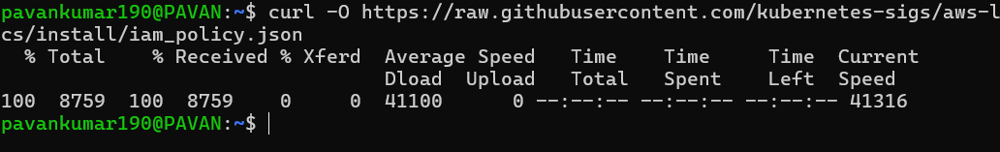 pavankumar190@PAVAN:~$ curl -O https://raw.githubusercontent.com/kubernetes-sigs/aws-l
cs/install/iam_policy.json
% Total % Received % Xferd Average Speed Time Time Time Current
Dload Upload Total Spent Left Speed
100 8759 100 8759 0 0 41100 0 --:--:-- --:--:-- --:--:-- 41316
pavankumar190@PAVAN:~$